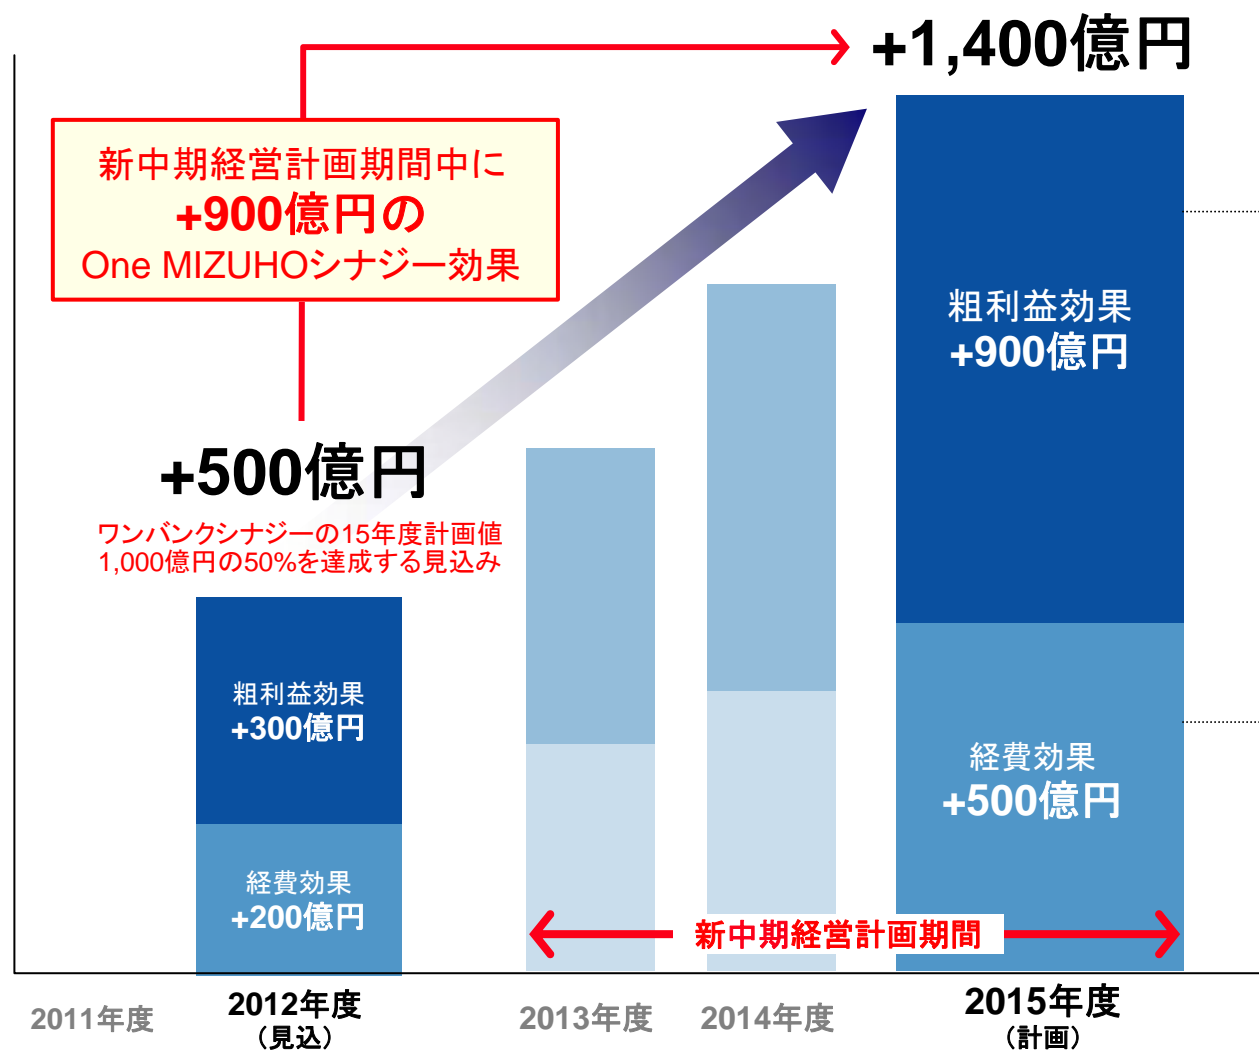 +1,400億円
新中期経営計画期間中に
+900億円の
One MIZUHOシナジー効果
粗利益効果
+900億円
+500億円
ワンバンクシナジーの15年度計画値
1,000億円の50%を達成する見込み
粗利益効果
+300億円
経費効果
+500億円
経費効果
+200億円
新中期経営計画期間
2011年度
2012年度
（見込）
2013年度
2014年度
2015年度
（計画）